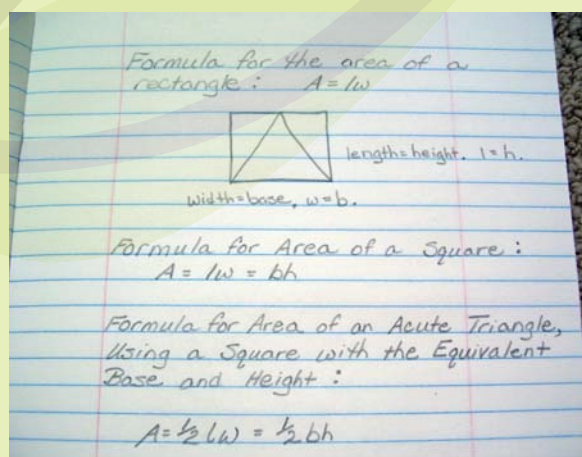 Formula for the area of a
rectangle: A = lw
length = height. l = h.
width = base, w = b.
Formula for Area of a Square:
A = lw = bh
Formula for Area of an Acute Triangle,
Using a Square with the Equivalent
Base and Height:
A = ½ lw = ½ bh